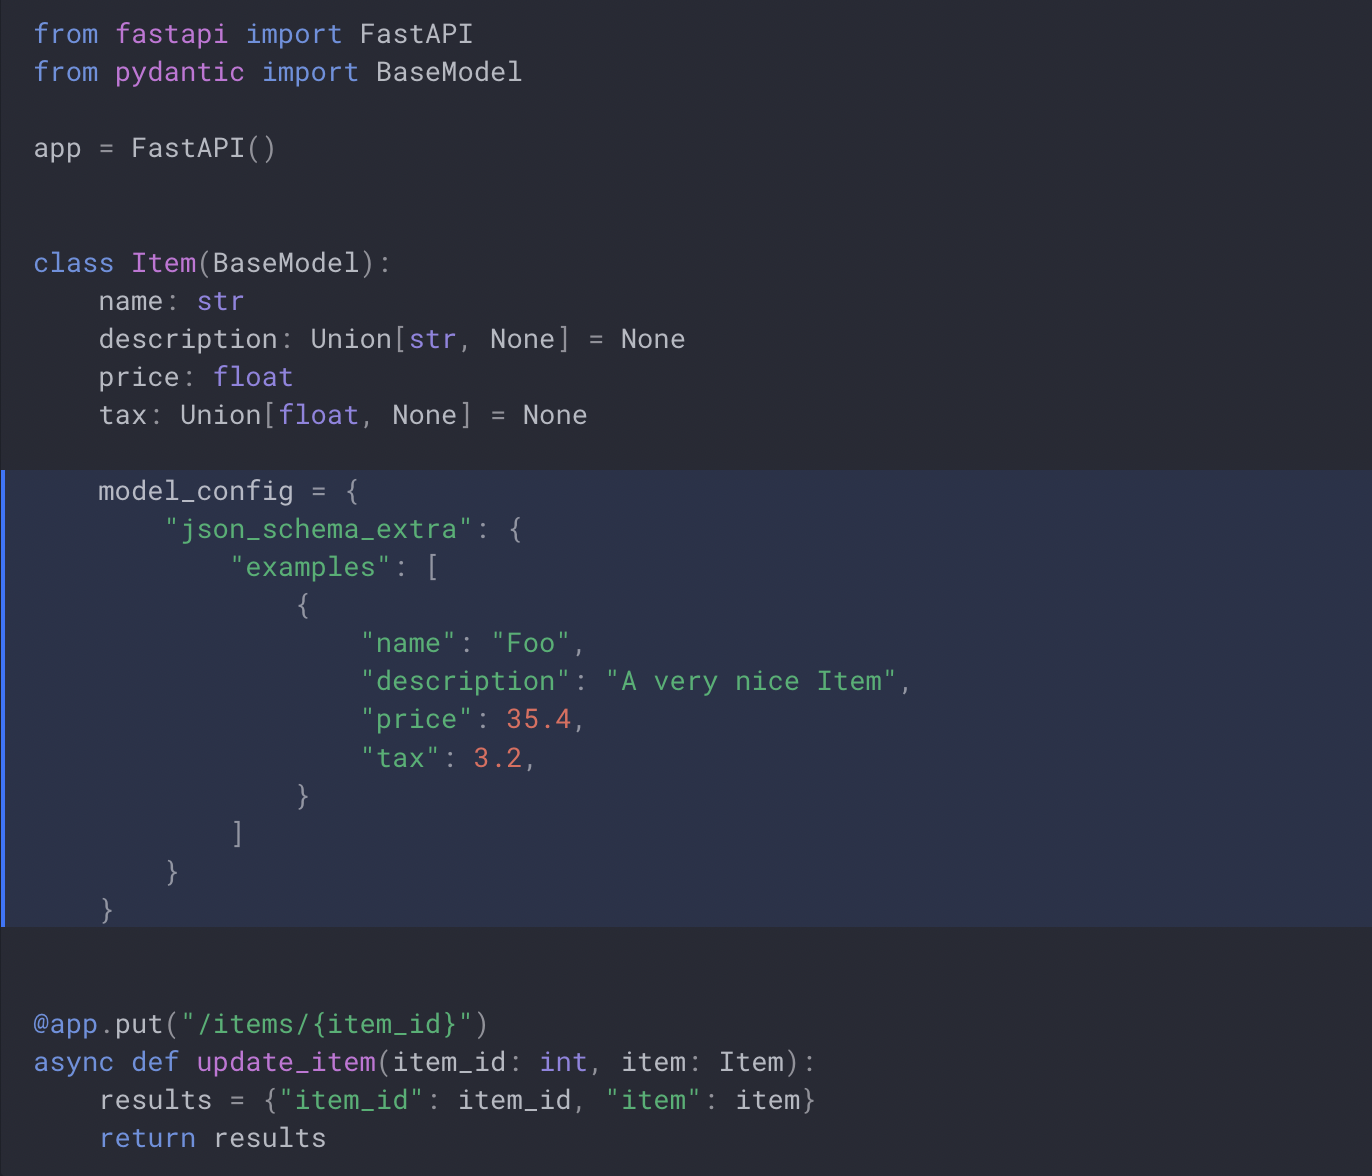 from fastapi import FastAPI
from pydantic import BaseModel

app = FastAPI()


class Item(BaseModel):
    name: str
    description: Union[str, None] = None
    price: float
    tax: Union[float, None] = None

    model_config = {
        "json_schema_extra": {
            "examples": [
                {
                    "name": "Foo",
                    "description": "A very nice Item",
                    "price": 35.4,
                    "tax": 3.2,
                }
            ]
        }
    }


@app.put("/items/{item_id}")
async def update_item(item_id: int, item: Item):
    results = {"item_id": item_id, "item": item}
    return results